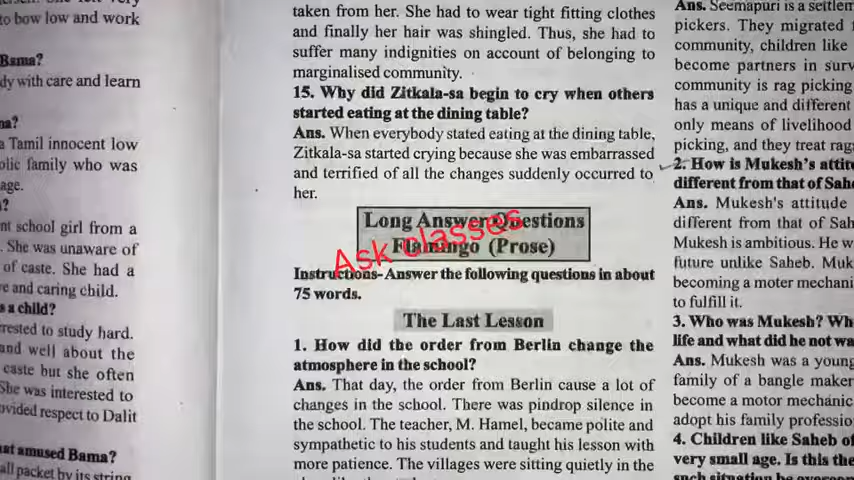 to bow low and work
Bama?
dy with care and learn
na?
a Tamil innocent low
olic family who was
age.
?
nt school girl from a
. She was unaware of
of caste. She had a
e and caring child.
s a child?
rested to study hard.
and well about the
caste but she often
She was interested to
ovided respect to Dalit
at amused Bama?
all packet by its string
taken from her. She had to wear tight fitting clothes
and finally her hair was shingled. Thus, she had to
suffer many indignities on account of belonging to
marginalised community.
15. Why did Zitkala-sa begin to cry when others
started eating at the dining table?
Ans. When everybody stated eating at the dining table,
Zitkala-sa started crying because she was embarrassed
and terrified of all the changes suddenly occurred to
her.
Long Answer Questions
Flamingo (Prose)
Ask classes
Instructions- Answer the following questions in about
75 words.
The Last Lesson
1. How did the order from Berlin change the
atmosphere in the school?
Ans. That day, the order from Berlin cause a lot of
changes in the school. There was pindrop silence in
the school. The teacher, M. Hamel, became polite and
sympathetic to his students and taught his lesson with
more patience. The villages were sitting quietly in the
Ans. Seemapuri is a settlem
pickers. They migrated
community, children like
become partners in surv
community is rag picking
has a unique and different
only means of livelihood
picking, and they treat rag
2. How is Mukesh's attitu
different from that of Sahe
Ans. Mukesh's attitude
different from that of Sah
Mukesh is ambitious. He w
future unlike Saheb. Muk
becoming a moter mechani
to fulfill it.
3. Who was Mukesh? Wh
life and what did he not wa
Ans. Mukesh was a young
family of a bangle maker
become a motor mechanic
adopt his family professio
4. Children like Saheb of
very small age. Is this the
such situation be overcom